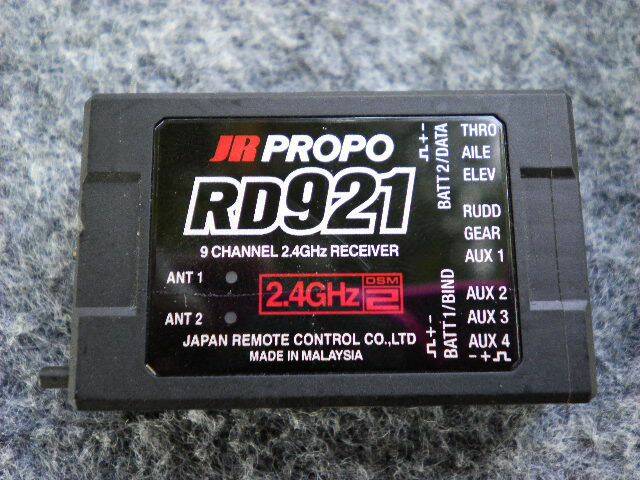 JR PROPO
RD921
9 CHANNEL 2.4GHz RECEIVER
ANT 1
ANT 2
2.4GHz DSM 2
JAPAN REMOTE CONTROL CO.,LTD
MADE IN MALAYSIA
BATT 2/DATA
+ -
BATT 1/BIND
+ -
THRO
AILE
ELEV
RUDD
GEAR
AUX 1
AUX 2
AUX 3
AUX 4
- +